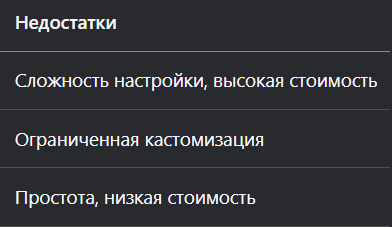 Недостатки
Сложность настройки, высокая стоимость
Ограниченная кастомизация
Простота, низкая стоимость